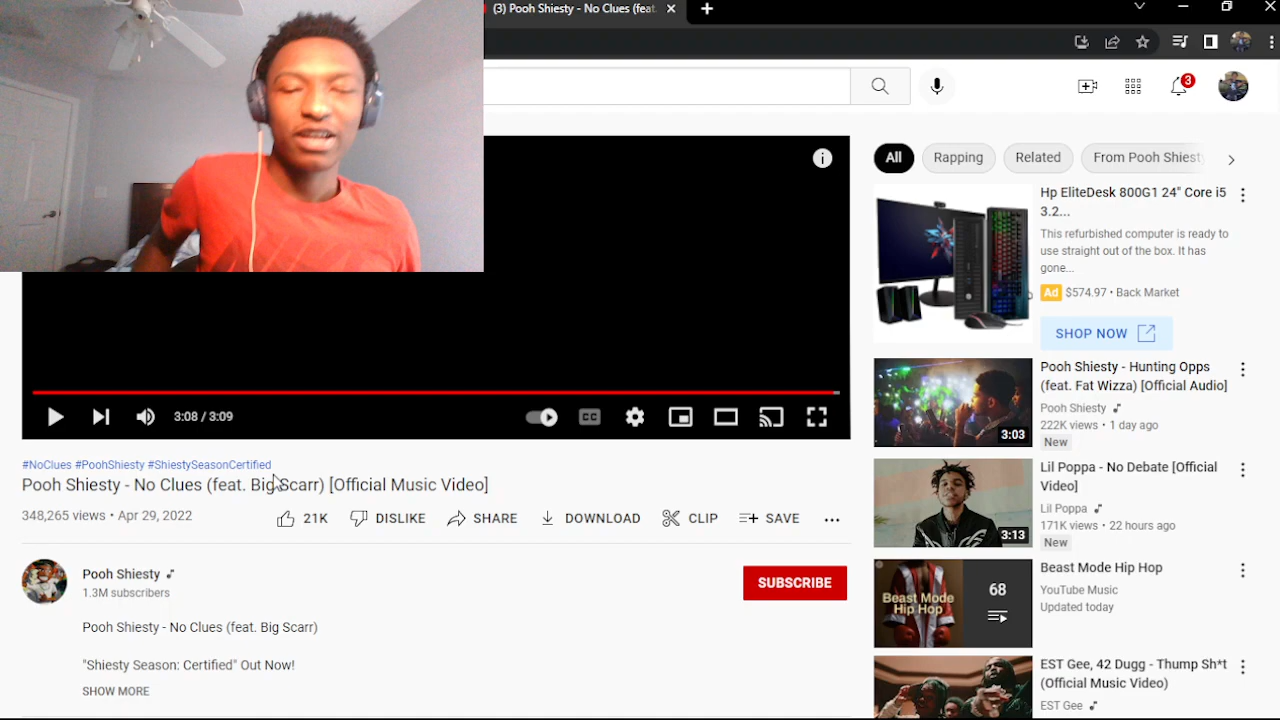 (3) Pooh Shiesty - No Clues (feat.
3
All
Rapping
Related
From Pooh Shiesty
Hp EliteDesk 800G1 24" Core i5
3.2...
This refurbished computer is ready to
use straight out of the box. It has
gone...
Ad $574.97 • Back Market
SHOP NOW
3:08 / 3:09
CC
Pooh Shiesty - Hunting Opps
(feat. Fat Wizza) [Official Audio]
Pooh Shiesty
222K views • 1 day ago
New
3:03
#NoClues #PoohShiesty #ShiestySeasonCertified
Pooh Shiesty - No Clues (feat. Big Scarr) [Official Music Video]
348,265 views • Apr 29, 2022
21K
DISLIKE
SHARE
DOWNLOAD
CLIP
SAVE
Lil Poppa - No Debate [Official
Video]
Lil Poppa
171K views • 22 hours ago
New
3:13
Pooh Shiesty
1.3M subscribers
SUBSCRIBE
Pooh Shiesty - No Clues (feat. Big Scarr)
"Shiesty Season: Certified" Out Now!
SHOW MORE
Beast Mode
Hip Hop
68
Beast Mode Hip Hop
YouTube Music
Updated today
EST Gee, 42 Dugg - Thump Sh*t
(Official Music Video)
EST Gee